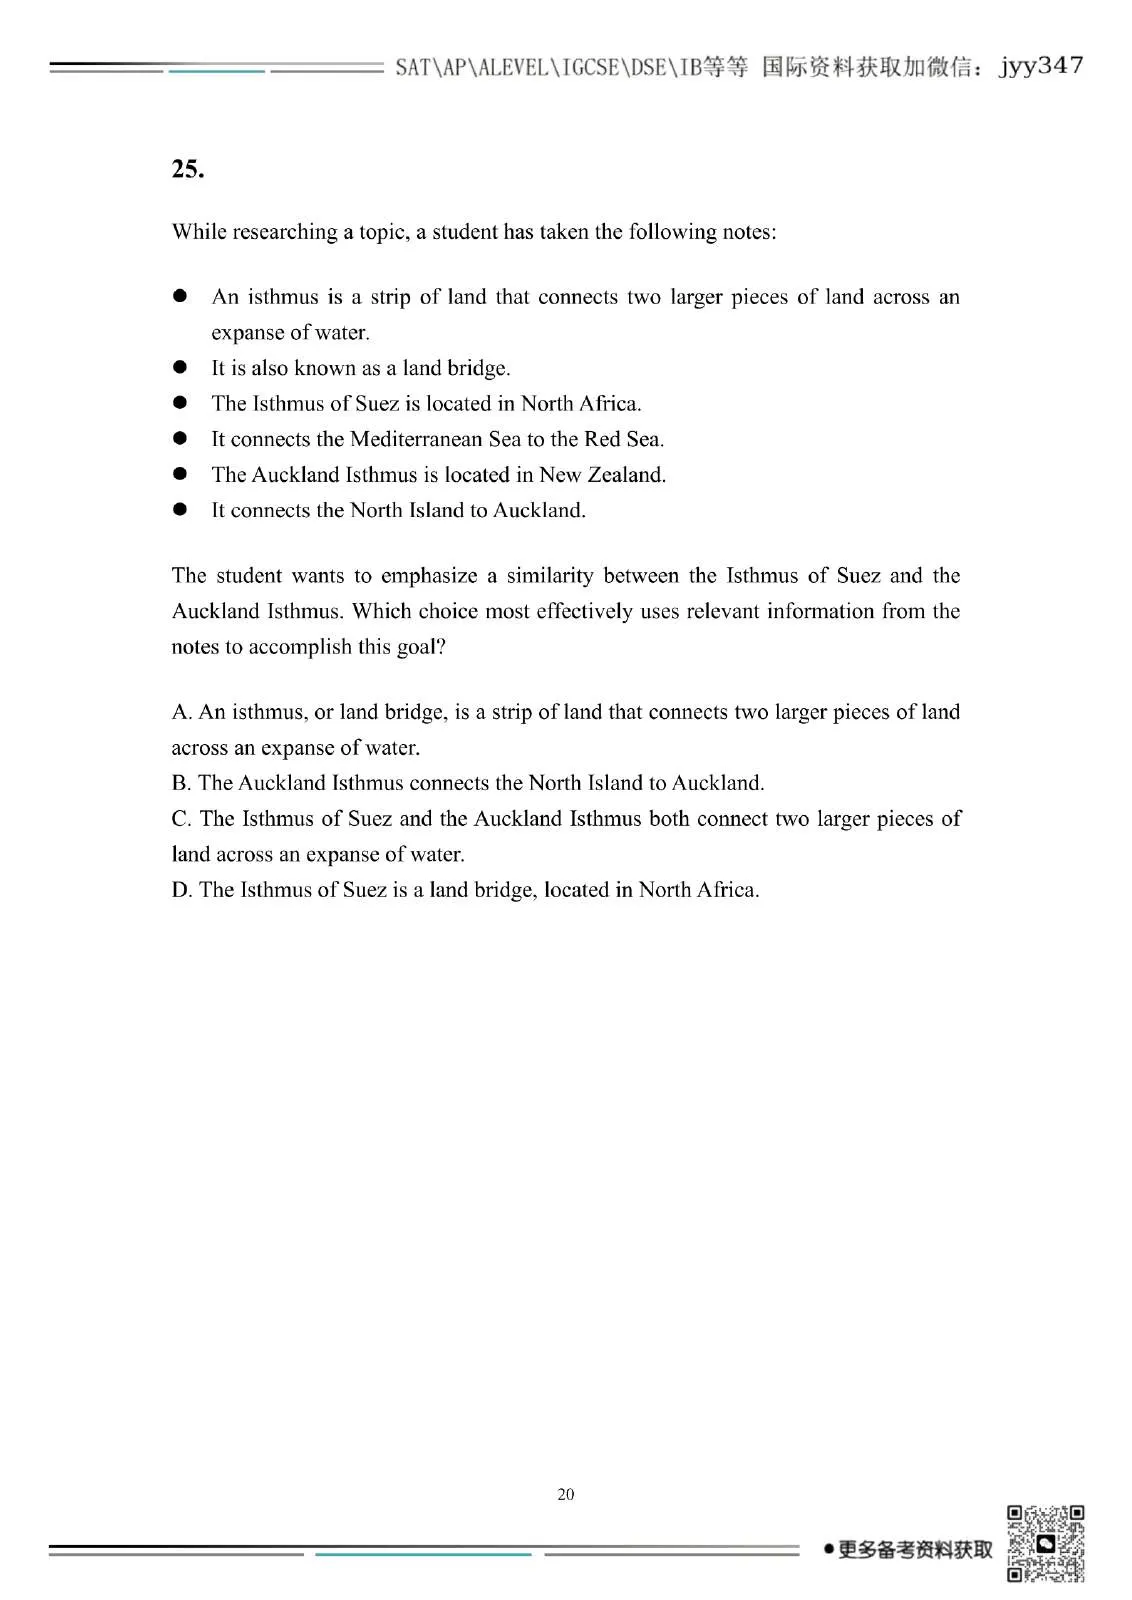 SAT\AP\ALEVEL\IGCSE\DSE\IB等等 国际资料获取加微信：jyy347
25.
While researching a topic, a student has taken the following notes:
● An isthmus is a strip of land that connects two larger pieces of land across an
expanse of water.
● It is also known as a land bridge.
● The Isthmus of Suez is located in North Africa.
● It connects the Mediterranean Sea to the Red Sea.
● The Auckland Isthmus is located in New Zealand.
● It connects the North Island to Auckland.
The student wants to emphasize a similarity between the Isthmus of Suez and the
Auckland Isthmus. Which choice most effectively uses relevant information from the
notes to accomplish this goal?
A. An isthmus, or land bridge, is a strip of land that connects two larger pieces of land
across an expanse of water.
B. The Auckland Isthmus connects the North Island to Auckland.
C. The Isthmus of Suez and the Auckland Isthmus both connect two larger pieces of
land across an expanse of water.
D. The Isthmus of Suez is a land bridge, located in North Africa.
20
●更多备考资料获取